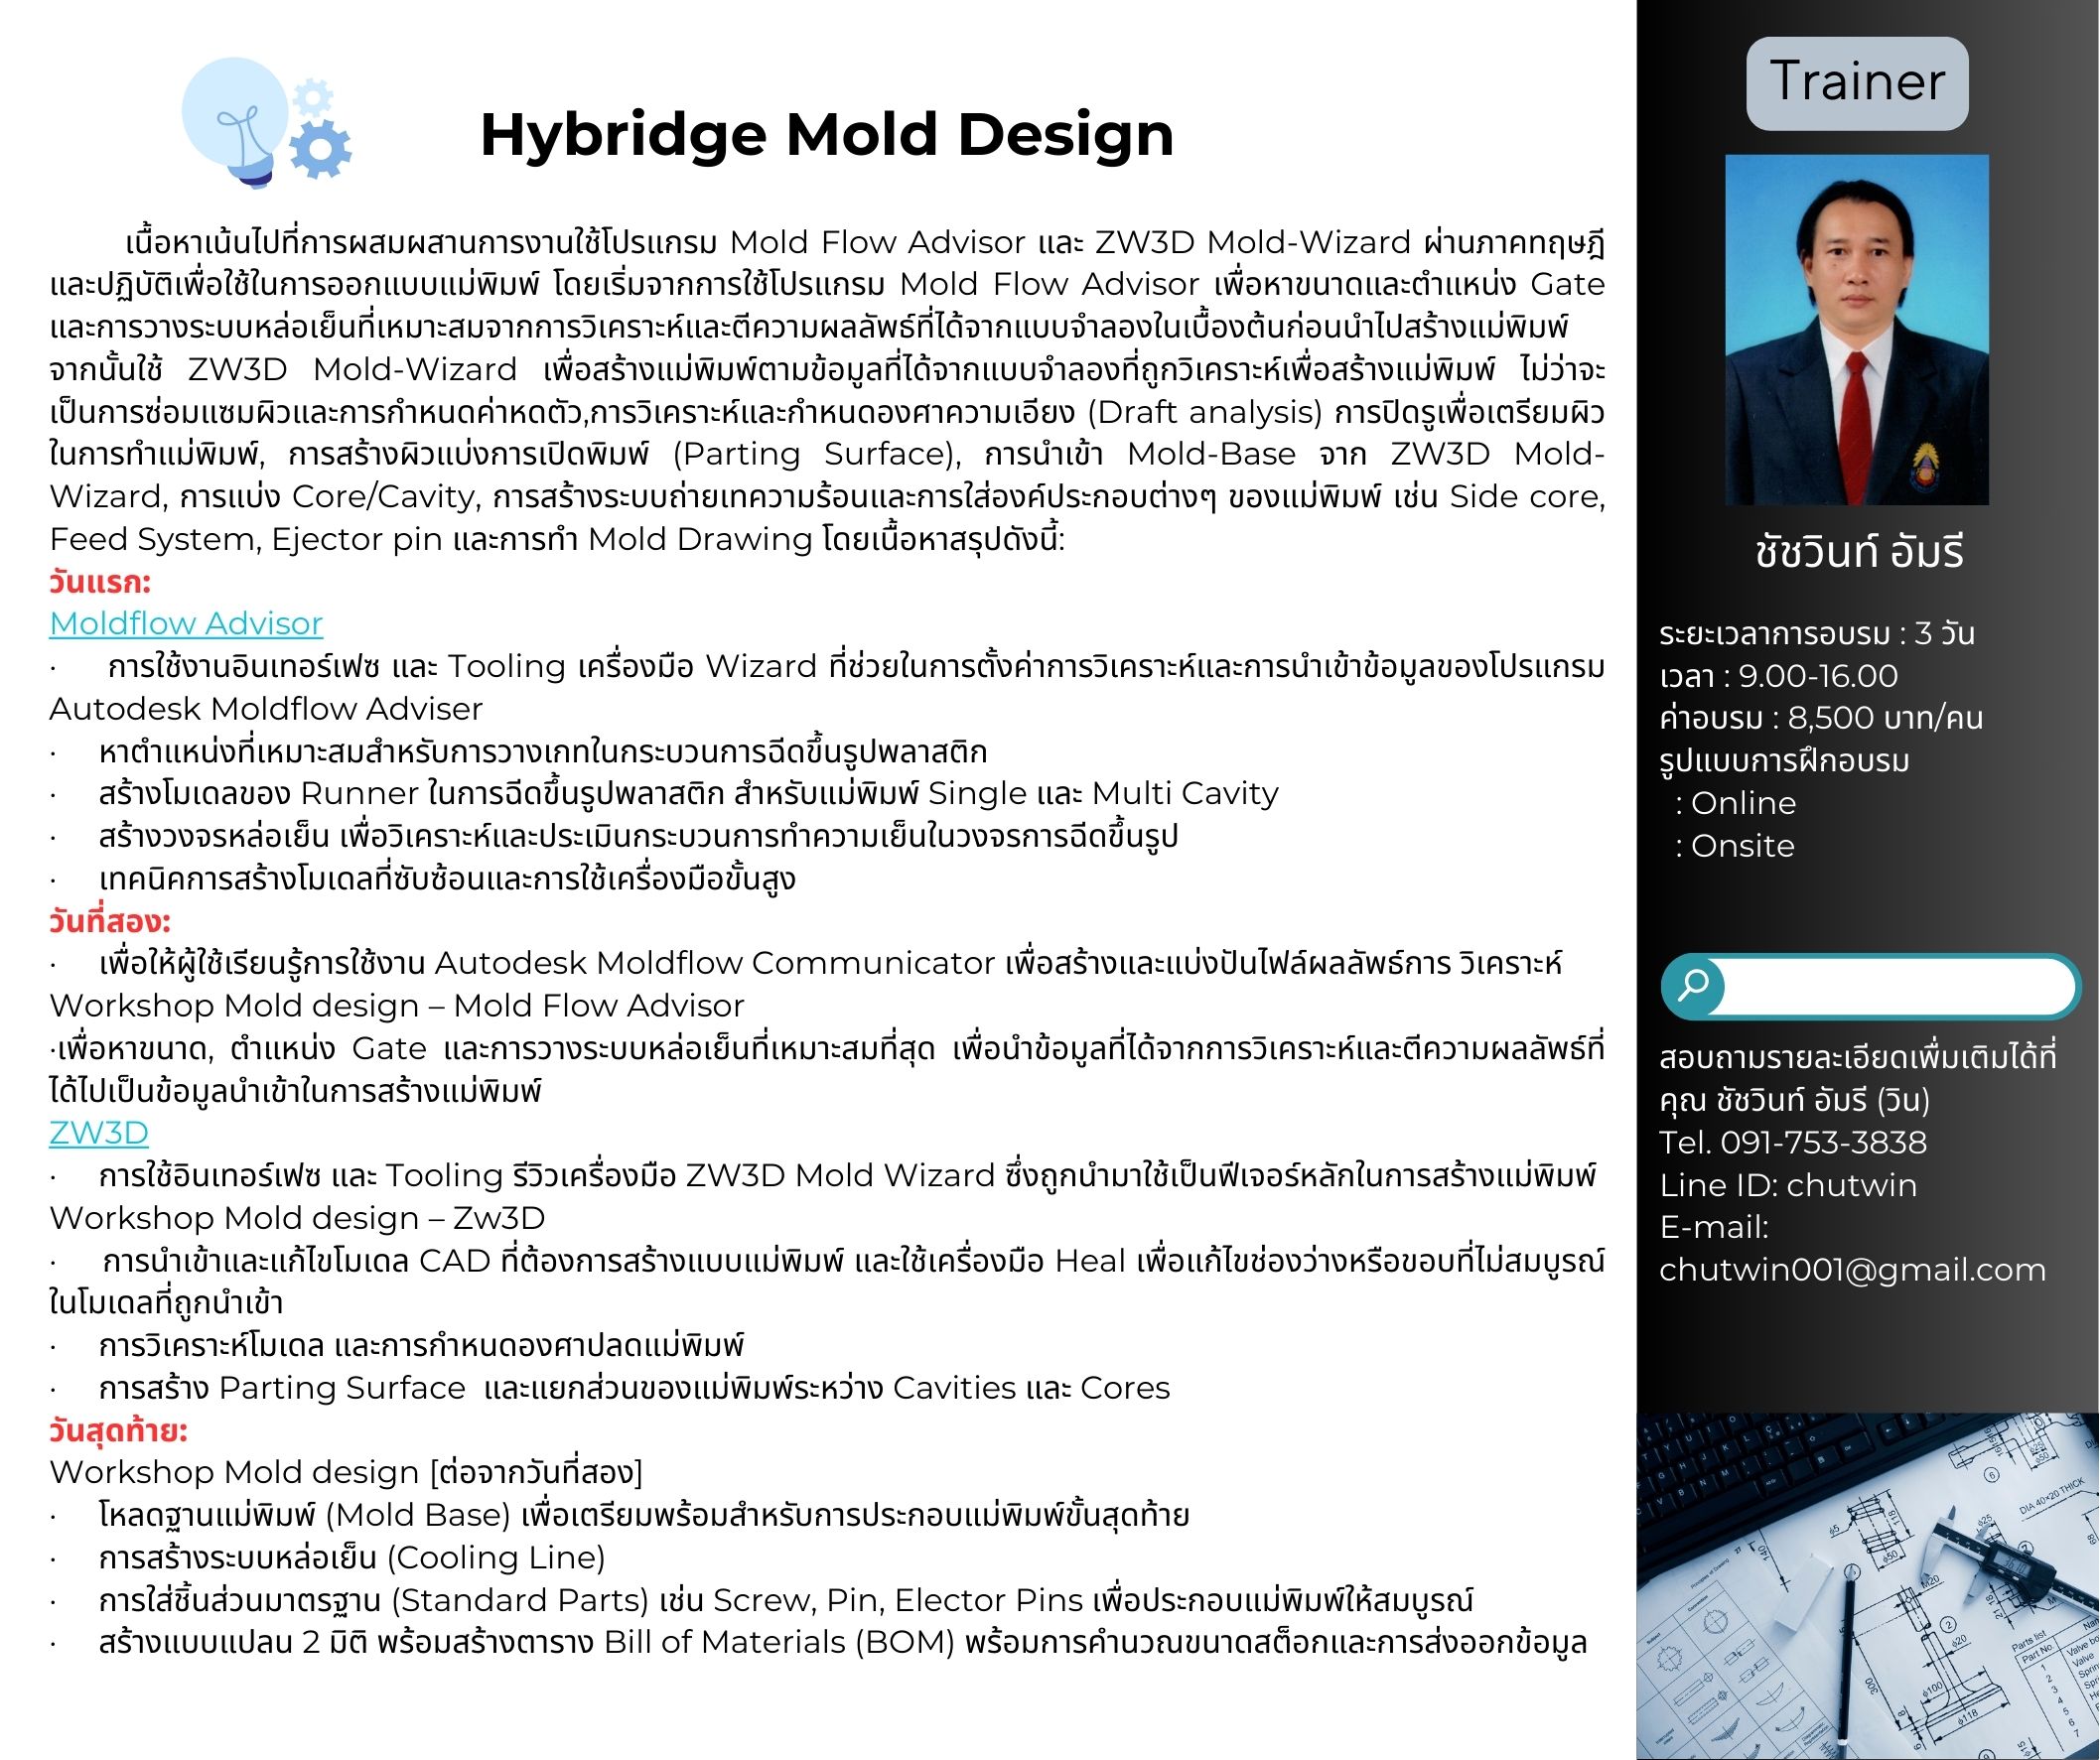 Hybridge Mold Design
เนื้อหาเน้นไปที่การผสมผสานการงานใช้โปรแกรม Mold Flow Advisor และ ZW3D Mold-Wizard ผ่านภาคทฤษฎี
และปฏิบัติเพื่อใช้ในการออกแบบแม่พิมพ์ โดยเริ่มจากการใช้โปรแกรม Mold Flow Advisor เพื่อหาขนาดและตำแหน่ง Gate
และการวางระบบหล่อเย็นที่เหมาะสมจากการวิเคราะห์และตีความผลลัพธ์ที่ได้จากแบบจำลองในเบื้องต้นก่อนนำไปสร้างแม่พิมพ์
จากนั้นใช้ ZW3D Mold-Wizard เพื่อสร้างแม่พิมพ์ตามข้อมูลที่ได้จากแบบจำลองที่ถูกวิเคราะห์เพื่อสร้างแม่พิมพ์ ไม่ว่าจะ
เป็นการซ่อมแซมผิวและการกำหนดค่าหดตัว,การวิเคราะห์และกำหนดองศาความเอียง (Draft analysis) การปิดรูเพื่อเตรียมผิว
ในการทำแม่พิมพ์, การสร้างผิวแบ่งการเปิดพิมพ์ (Parting Surface), การนำเข้า Mold-Base จาก ZW3D Mold-
Wizard, การแบ่ง Core/Cavity, การสร้างระบบถ่ายเทความร้อนและการใส่องค์ประกอบต่างๆ ของแม่พิมพ์ เช่น Side core,
Feed System, Ejector pin และการทำ Mold Drawing โดยเนื้อหาสรุปดังนี้:
วันแรก:
Moldflow Advisor
· การใช้งานอินเทอร์เฟซ และ Tooling เครื่องมือ Wizard ที่ช่วยในการตั้งค่าการวิเคราะห์และการนำเข้าข้อมูลของโปรแกรม
Autodesk Moldflow Adviser
· หาตำแหน่งที่เหมาะสมสำหรับการวางเกทในกระบวนการฉีดขึ้นรูปพลาสติก
· สร้างโมเดลของ Runner ในการฉีดขึ้นรูปพลาสติก สำหรับแม่พิมพ์ Single และ Multi Cavity
· สร้างวงจรหล่อเย็น เพื่อวิเคราะห์และประเมินกระบวนการทำความเย็นในวงจรการฉีดขึ้นรูป
· เทคนิคการสร้างโมเดลที่ซับซ้อนและการใช้เครื่องมือขั้นสูง
วันที่สอง:
· เพื่อให้ผู้ใช้เรียนรู้การใช้งาน Autodesk Moldflow Communicator เพื่อสร้างและแบ่งปันไฟล์ผลลัพธ์การ วิเคราะห์
Workshop Mold design – Mold Flow Advisor
·เพื่อหาขนาด, ตำแหน่ง Gate และการวางระบบหล่อเย็นที่เหมาะสมที่สุด เพื่อนำข้อมูลที่ได้จากการวิเคราะห์และตีความผลลัพธ์ที่
ได้ไปเป็นข้อมูลนำเข้าในการสร้างแม่พิมพ์
ZW3D
· การใช้อินเทอร์เฟซ และ Tooling รีวิวเครื่องมือ ZW3D Mold Wizard ซึ่งถูกนำมาใช้เป็นฟีเจอร์หลักในการสร้างแม่พิมพ์
Workshop Mold design – Zw3D
· การนำเข้าและแก้ไขโมเดล CAD ที่ต้องการสร้างแบบแม่พิมพ์ และใช้เครื่องมือ Heal เพื่อแก้ไขช่องว่างหรือขอบที่ไม่สมบูรณ์
ในโมเดลที่ถูกนำเข้า
· การวิเคราะห์โมเดล และการกำหนดองศาปลดแม่พิมพ์
· การสร้าง Parting Surface และแยกส่วนของแม่พิมพ์ระหว่าง Cavities และ Cores
วันสุดท้าย:
Workshop Mold design [ต่อจากวันที่สอง]
· โหลดฐานแม่พิมพ์ (Mold Base) เพื่อเตรียมพร้อมสำหรับการประกอบแม่พิมพ์ขั้นสุดท้าย
· การสร้างระบบหล่อเย็น (Cooling Line)
· การใส่ชิ้นส่วนมาตรฐาน (Standard Parts) เช่น Screw, Pin, Elector Pins เพื่อประกอบแม่พิมพ์ให้สมบูรณ์
· สร้างแบบแปลน 2 มิติ พร้อมสร้างตาราง Bill of Materials (BOM) พร้อมการคำนวณขนาดสต็อกและการส่งออกข้อมูล
Trainer
ชัชวินท์ อัมรี
ระยะเวลาการอบรม : 3 วัน
เวลา : 9.00-16.00
ค่าอบรม : 8,500 บาท/คน
รูปแบบการฝึกอบรม
: Online
: Onsite
สอบถามรายละเอียดเพิ่มเติมได้ที่
คุณ ชัชวินท์ อัมรี (วิน)
Tel. 091-753-3838
Line ID: chutwin
E-mail:
chutwin001@gmail.com
DIA 40×20 THICK
Parts list
Part No.